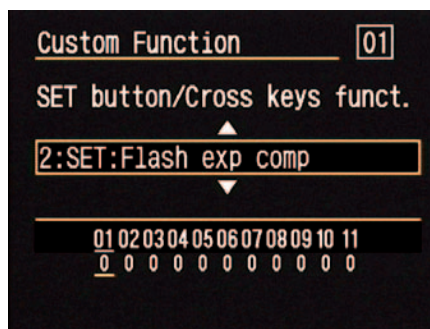 Custom Function 01
SET button/Cross keys funct.
2:SET:Flash exp comp
01 02 03 04 05 06 07 08 09 10 11
0 0 0 0 0 0 0 0 0 0 0